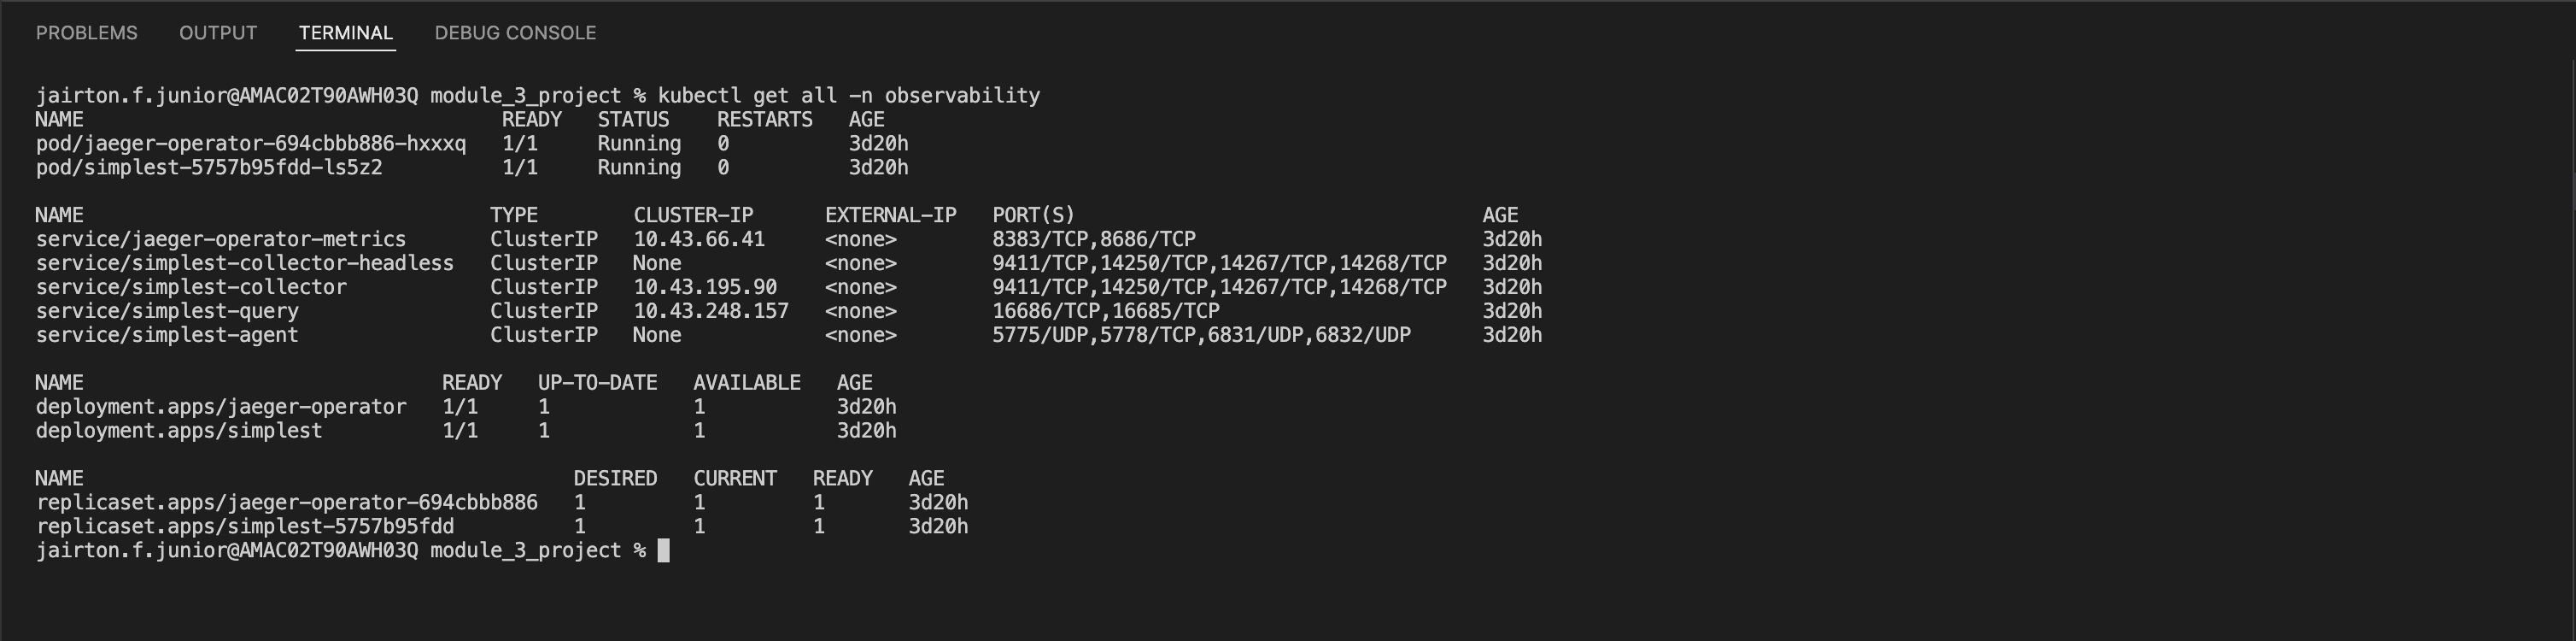 PROBLEMS OUTPUT TERMINAL DEBUG CONSOLE
jairton.f.junior@AMAC02T90AWH03Q module_3_project % kubectl get all -n observability
NAME READY STATUS RESTARTS AGE
pod/jaeger-operator-694cbbb886-hxxxq 1/1 Running 0 3d20h
pod/simplest-5757b95fdd-ls5z2 1/1 Running 0 3d20h
NAME TYPE CLUSTER-IP EXTERNAL-IP PORT(S) AGE
service/jaeger-operator-metrics ClusterIP 10.43.66.41 <none> 8383/TCP,8686/TCP 3d20h
service/simplest-collector-headless ClusterIP None <none> 9411/TCP,14250/TCP,14267/TCP,14268/TCP 3d20h
service/simplest-collector ClusterIP 10.43.195.90 <none> 9411/TCP,14250/TCP,14267/TCP,14268/TCP 3d20h
service/simplest-query ClusterIP 10.43.248.157 <none> 16686/TCP,16685/TCP 3d20h
service/simplest-agent ClusterIP None <none> 5775/UDP,5778/TCP,6831/UDP,6832/UDP 3d20h
NAME READY UP-TO-DATE AVAILABLE AGE
deployment.apps/jaeger-operator 1/1 1 1 3d20h
deployment.apps/simplest 1/1 1 1 3d20h
NAME DESIRED CURRENT READY AGE
replicaset.apps/jaeger-operator-694cbbb886 1 1 1 3d20h
replicaset.apps/simplest-5757b95fdd 1 1 1 3d20h
jairton.f.junior@AMAC02T90AWH03Q module_3_project %